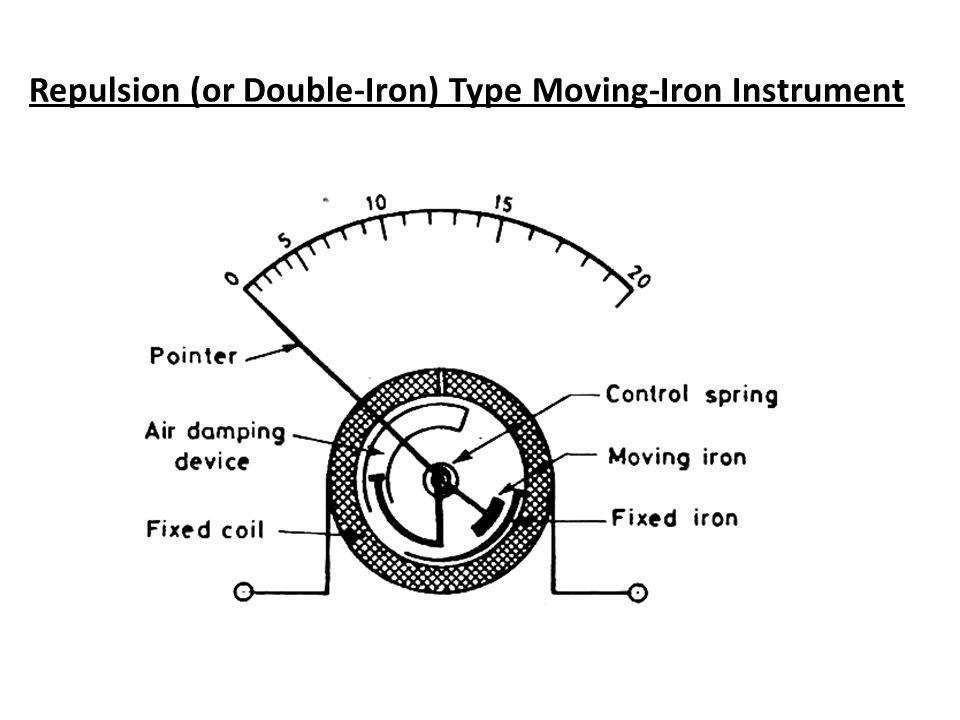 Repulsion (or Double-Iron) Type Moving-Iron Instrument
0
5
10
15
20
Pointer
Control spring
Air damping
device
Moving iron
Fixed iron
Fixed coil